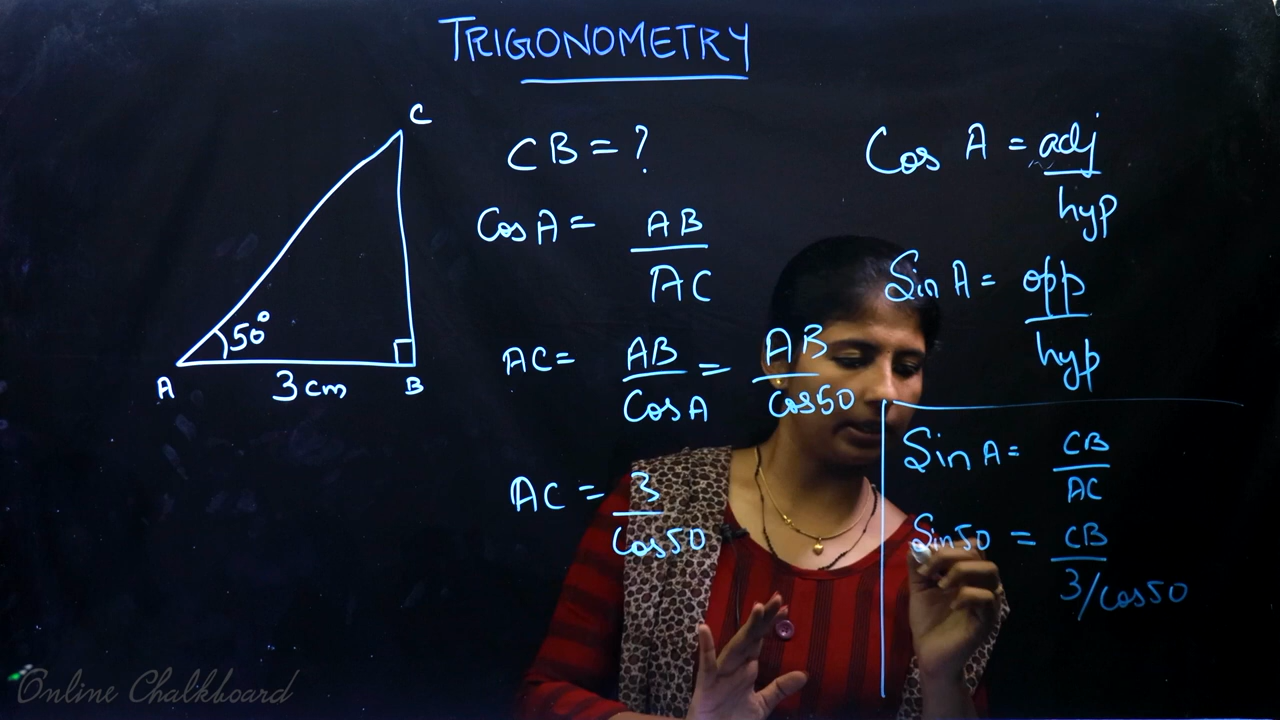 TRIGONOMETRY
C
50°
A
3 cm
B
CB = ?
Cos A = AB
AC
AC = AB = AB
Cos A cos50
AC = 3
Cos50
Cos A = adj
hyp
Sin A = opp
hyp
Sin A = CB
AC
Sin50 = CB
3/cos50
Online Chalkboard